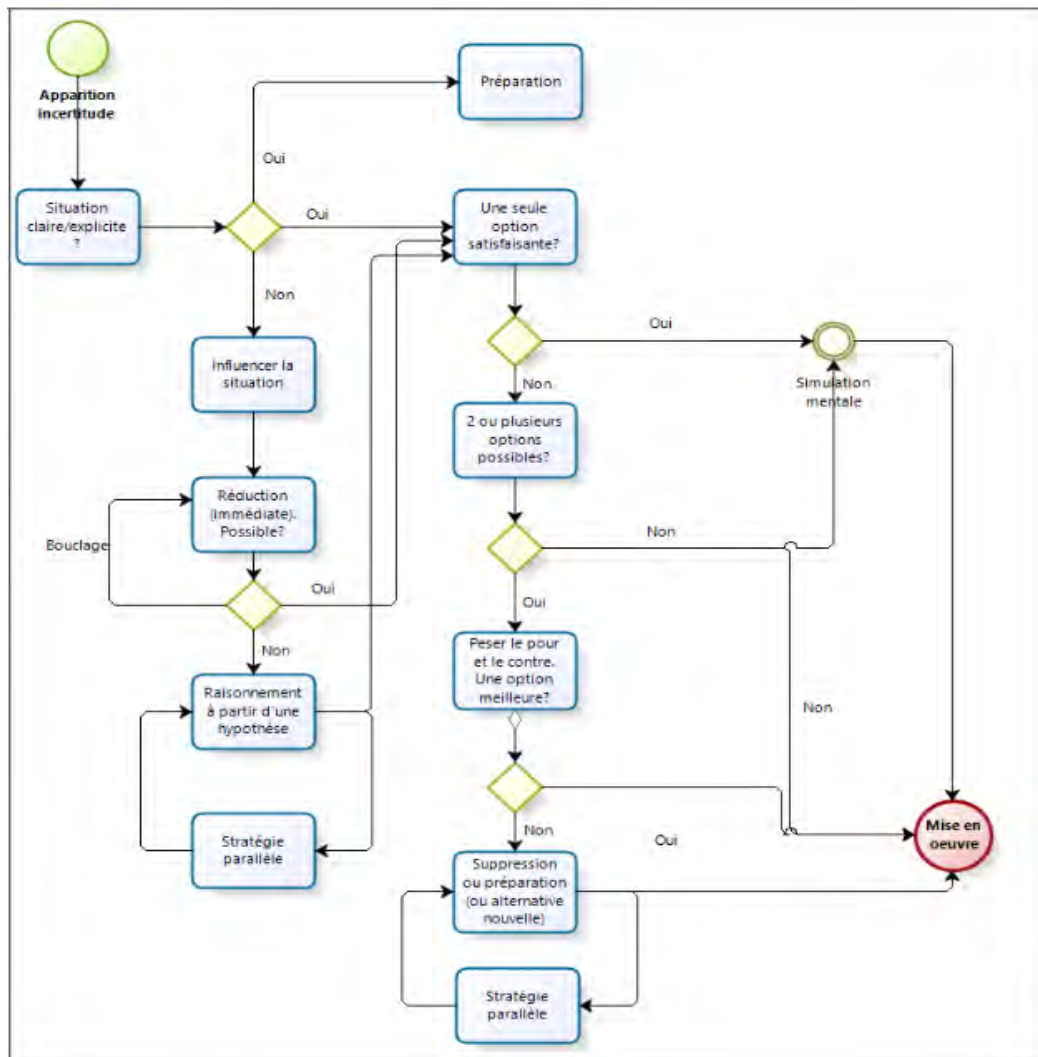 Apparition
incertitude
Préparation
Oui
Situation
claire/explicite
?
Oui
Une seule
option
satisfaisante?
Non
Influencer la
situation
Oui
Non
Simulation
mentale
2 ou plusieurs
options
possibles?
Réduction
(immédiate).
Possible?
Bouclage
Oui
Non
Non
Oui
Peser le pour
et le contre.
Une option
meilleure?
Raisonnement
à partir d'une
hypothèse
Non
Stratégie
parallèle
Non
Oui
Mise en
oeuvre
Suppression
ou préparation
(ou alternative
nouvelle)
Stratégie
parallèle